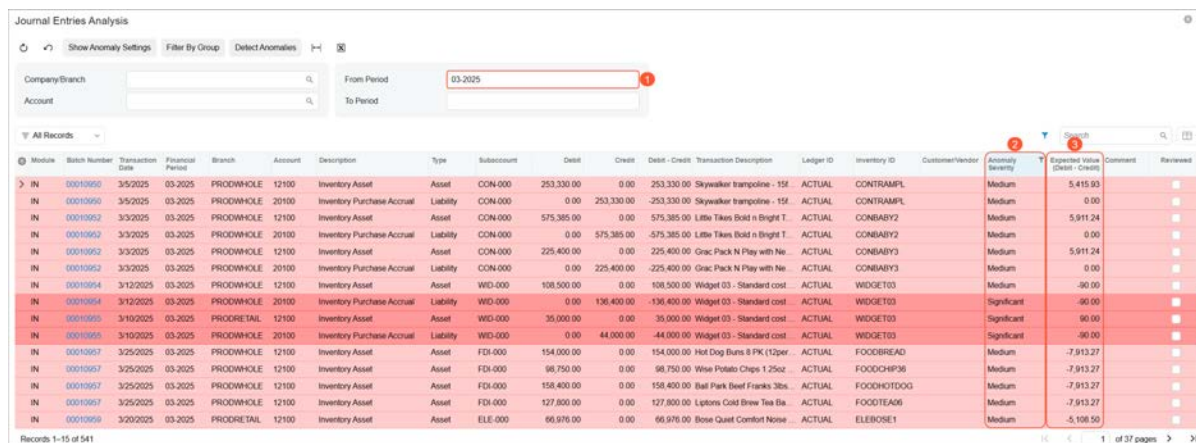 Journal Entries Analysis
Show Anomaly Settings Filter By Group Detect Anomalies
Company/Branch From Period 03-2025 1
Account To Period
All Records Search
2 3
Module Batch Number Transaction Date Financial Period Branch Account Description Type Subaccount Debit Credit Debit - Credit Transaction Description Ledger ID Inventory ID Customer/Vendor Anomaly Severity Expected Value (Debit - Credit) Comment Reviewed
IN 00010950 3/5/2025 03-2025 PRODWHOLE 12100 Inventory Asset Asset CON-000 253,330.00 0.00 253,330.00 Skywalker trampoline - 15f... ACTUAL CONTRAMPL Medium 5,415.93
IN 00010950 3/5/2025 03-2025 PRODWHOLE 20100 Inventory Purchase Accrual Liability CON-000 0.00 253,330.00 -253,330.00 Skywalker trampoline - 15f... ACTUAL CONTRAMPL Medium 0.00
IN 00010952 3/3/2025 03-2025 PRODWHOLE 12100 Inventory Asset Asset CON-000 575,385.00 0.00 575,385.00 Little Tikes Bold n Bright T... ACTUAL CONBABY2 Medium 5,911.24
IN 00010952 3/3/2025 03-2025 PRODWHOLE 20100 Inventory Purchase Accrual Liability CON-000 0.00 575,385.00 -575,385.00 Little Tikes Bold n Bright T... ACTUAL CONBABY2 Medium 0.00
IN 00010952 3/3/2025 03-2025 PRODWHOLE 12100 Inventory Asset Asset CON-000 225,400.00 0.00 225,400.00 Grac Pack N Play with Ne... ACTUAL CONBABY3 Medium 5,911.24
IN 00010952 3/3/2025 03-2025 PRODWHOLE 20100 Inventory Purchase Accrual Liability CON-000 0.00 225,400.00 -225,400.00 Grac Pack N Play with Ne... ACTUAL CONBABY3 Medium 0.00
IN 00010954 3/12/2025 03-2025 PRODWHOLE 12100 Inventory Asset Asset WID-000 108,500.00 0.00 108,500.00 Widget 03 - Standard cost... ACTUAL WIDGET03 Medium -90.00
IN 00010954 3/12/2025 03-2025 PRODWHOLE 20100 Inventory Purchase Accrual Liability WID-000 0.00 136,400.00 -136,400.00 Widget 03 - Standard cost... ACTUAL WIDGET03 Significant -90.00
IN 00010955 3/10/2025 03-2025 PRODRETAIL 12100 Inventory Asset Asset WID-000 35,000.00 0.00 35,000.00 Widget 03 - Standard cost... ACTUAL WIDGET03 Significant 90.00
IN 00010955 3/10/2025 03-2025 PRODWHOLE 20100 Inventory Purchase Accrual Liability WID-000 0.00 44,000.00 -44,000.00 Widget 03 - Standard cost... ACTUAL WIDGET03 Significant -90.00
IN 00010957 3/25/2025 03-2025 PRODWHOLE 12100 Inventory Asset Asset FDI-000 154,000.00 0.00 154,000.00 Hot Dog Buns 8 PK (12per... ACTUAL FOODBREAD Medium -7,913.27
IN 00010957 3/25/2025 03-2025 PRODWHOLE 12100 Inventory Asset Asset FDI-000 98,750.00 0.00 98,750.00 Wise Potato Chips 1.25oz... ACTUAL FOODCHIP36 Medium -7,913.27
IN 00010957 3/25/2025 03-2025 PRODWHOLE 12100 Inventory Asset Asset FDI-000 158,400.00 0.00 158,400.00 Ball Park Beef Franks 3lbs... ACTUAL FOODHOTDOG Medium -7,913.27
IN 00010957 3/25/2025 03-2025 PRODWHOLE 12100 Inventory Asset Asset FDI-000 127,800.00 0.00 127,800.00 Liptons Cold Brew Tea Ba... ACTUAL FOODTEA06 Medium -7,913.27
IN 00010959 3/20/2025 03-2025 PRODRETAIL 12100 Inventory Asset Asset ELE-000 66,976.00 0.00 66,976.00 Bose Quiet Comfort Noise... ACTUAL ELEBOSE1 Medium -5,108.50
Records 1-15 of 541 1 of 37 pages